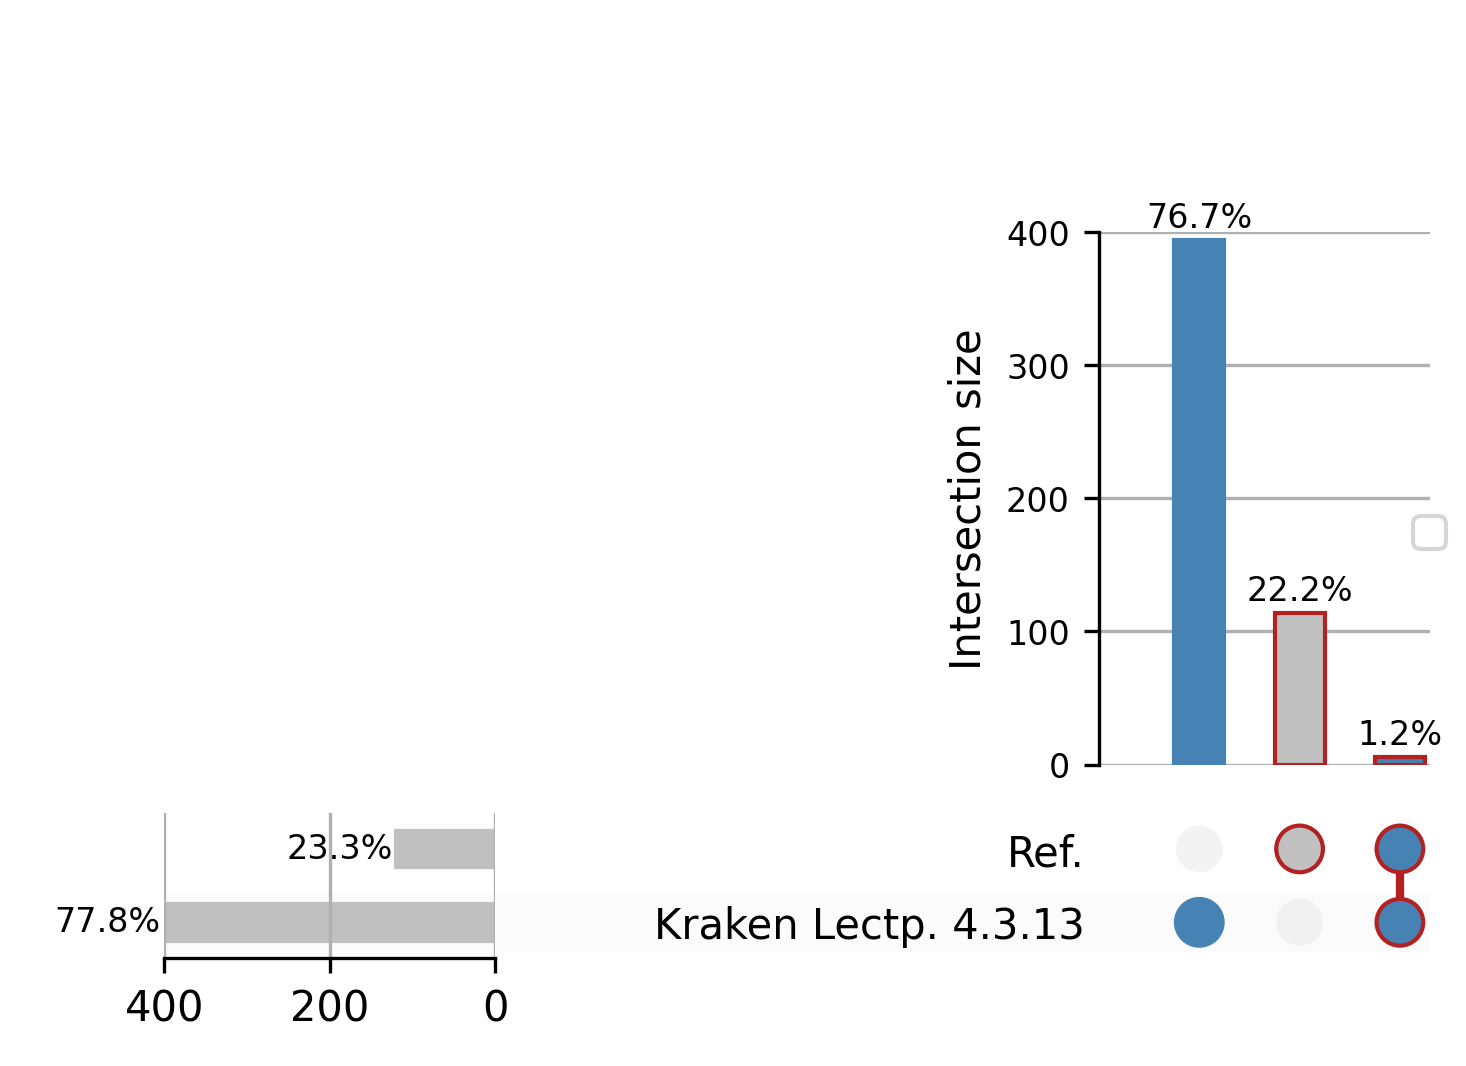 76.7%
400
300
200
100
0
Intersection size
22.2%
1.2%
23.3%
Ref.
77.8%
Kraken Lectp. 4.3.13
400 200 0